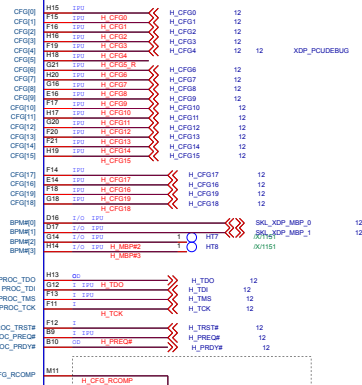 CFG[0] H15 IPU H_CFG0 H_CFG0 12
CFG[1] F15 IPU H_CFG1 H_CFG1 12
CFG[2] F16 IPU H_CFG2 H_CFG2 12
CFG[3] H16 IPU H_CFG3 H_CFG3 12
CFG[4] F19 IPU H_CFG4 H_CFG4 12 12 XDP_PCUDEBUG
CFG[5] H18 IPU H_CFG5_R
CFG[6] G21 IPU H_CFG6 H_CFG6 12
CFG[7] H20 IPU H_CFG7 H_CFG7 12
CFG[8] G16 IPU H_CFG8 H_CFG8 12
CFG[9] E16 IPU H_CFG9 H_CFG9 12
CFG[10] F17 IPU H_CFG10 H_CFG10 12
CFG[11] H17 IPU H_CFG11 H_CFG11 12
CFG[12] G20 IPU H_CFG12 H_CFG12 12
CFG[13] F20 IPU H_CFG13 H_CFG13 12
CFG[14] F21 IPU H_CFG14 H_CFG14 12
CFG[15] H19 IPU H_CFG15 H_CFG15 12
CFG[17] F14 IPU H_CFG17 H_CFG17 12
CFG[16] E14 IPU H_CFG16 H_CFG16 12
CFG[19] F18 IPU H_CFG19 H_CFG19 12
CFG[18] G18 IPU H_CFG18 H_CFG18 12
BPM#[0] D16 I/O IPU SKL_XDP_MBP_0 12
BPM#[1] D17 I/O IPU SKL_XDP_MBP_1 12
BPM#[2] G14 I/O IPU H_MBP#2 1 HT7 /X/1151
BPM#[3] H14 I/O IPU H_MBP#3 1 HT8 /X/1151
PROC_TDO H13 OD H_TDO H_TDO 12
PROC_TDI G12 I IPU H_TDI 12
PROC_TMS F13 I IPU H_TMS 12
PROC_TCK F11 I H_TCK H_TCK 12
OC_TRST# F12 I H_TRST# 12
OC_PREQ# B9 I IPU H_PREQ# H_PREQ# 12
OC_PRDY# B10 OD H_PRDY# 12
FG_RCOMP M11 H_CFG_RCOMP